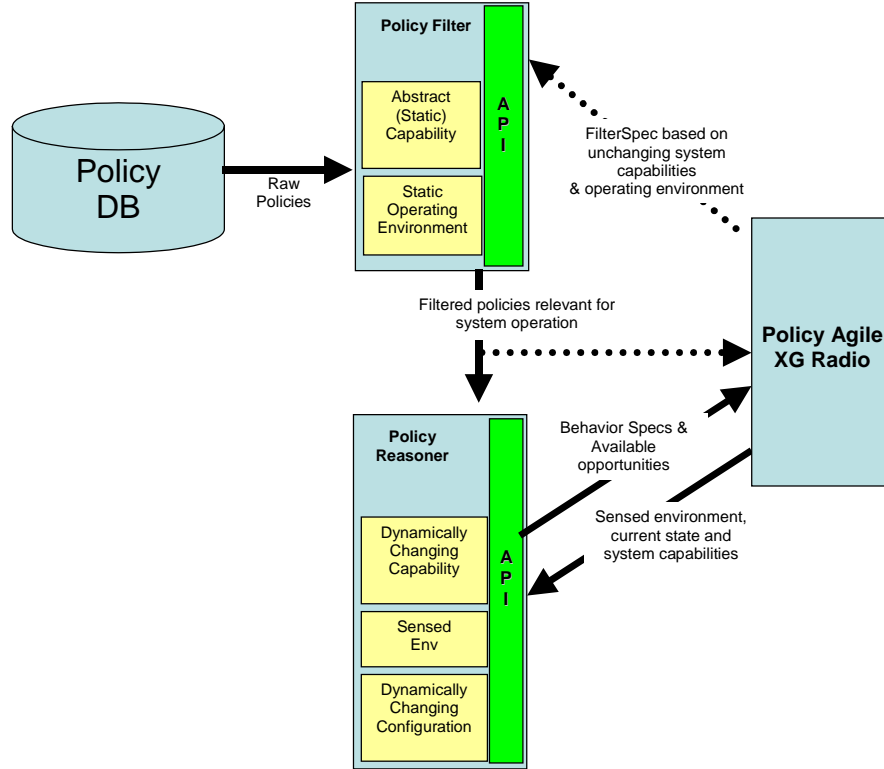 Policy Filter
Abstract
(Static)
Capability
Static
Operating
Environment
A
P
I
Policy
DB
Raw
Policies
FilterSpec based on
unchanging system
capabilities
& operating environment
Filtered policies relevant for
system operation
Policy Agile
XG Radio
Policy
Reasoner
Dynamically
Changing
Capability
Sensed
Env
Dynamically
Changing
Configuration
A
P
I
Behavior Specs &
Available
opportunities
Sensed environment,
current state and
system capabilities